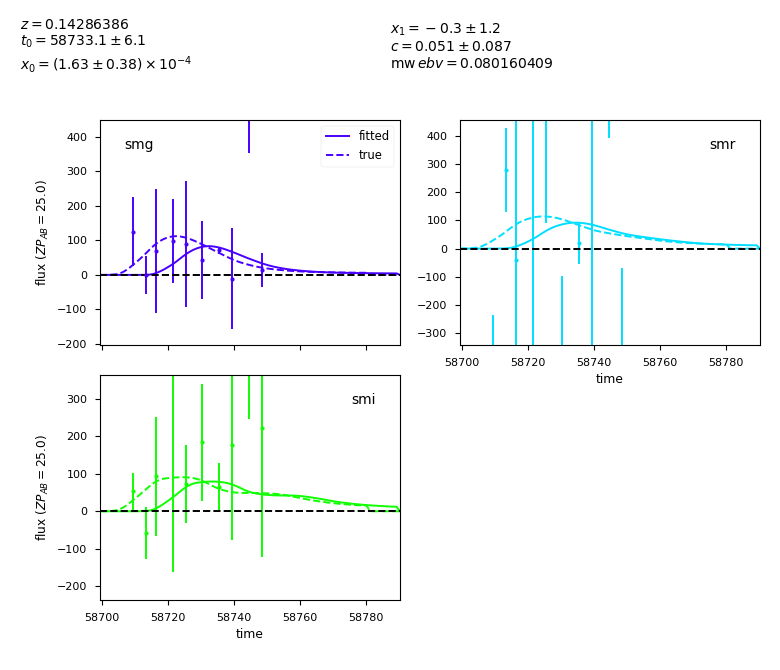 z = 0.14286386
t₀ = 58733.1 ± 6.1
x₀ = (1.63 ± 0.38) × 10⁻⁴
x₁ = −0.3 ± 1.2
c = 0.051 ± 0.087
mw ebv = 0.080160409
smg
fitted
true
400
300
200
100
0
−100
−200
flux (ZP_AB = 25.0)
smr
400
300
200
100
0
−100
−200
−300
58700 58720 58740 58760 58780
time
smi
300
200
100
0
−100
−200
flux (ZP_AB = 25.0)
58700 58720 58740 58760 58780
time